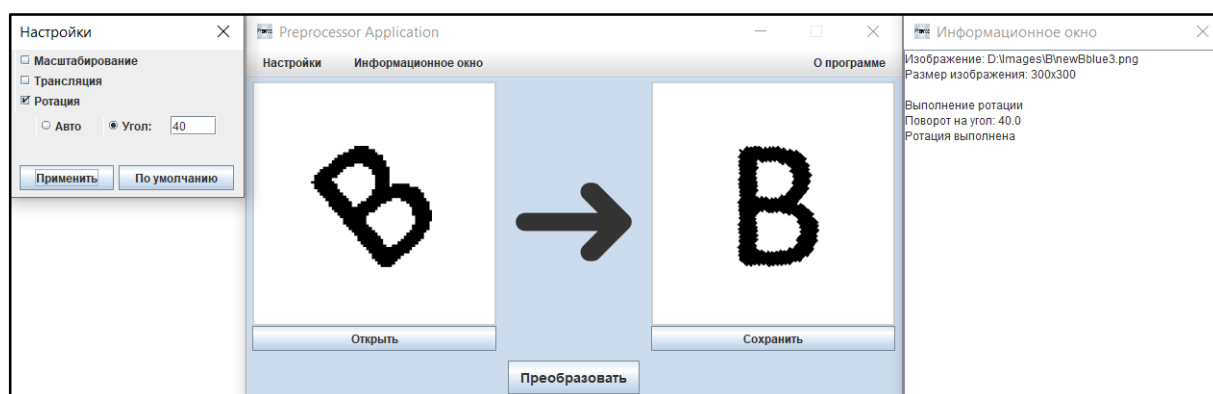 Настройки
Масштабирование
Трансляция
Ротация
Авто
Угол:
40
Применить
По умолчанию
Preprocessor Application
Настройки
Информационное окно
О программе
B
B
Открыть
Сохранить
Преобразовать
Информационное окно
Изображение: D:\Images\B\newBblue3.png
Размер изображения: 300x300
Выполнение ротации
Поворот на угол: 40.0
Ротация выполнена